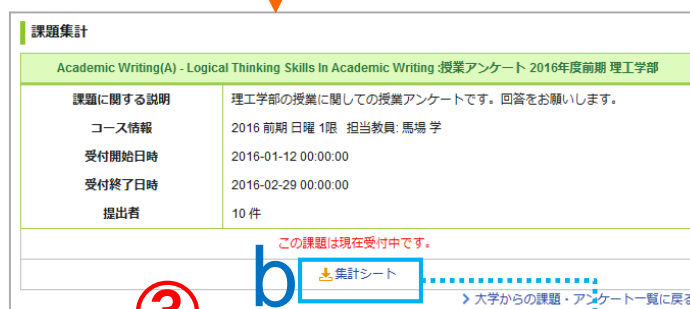 課題集計
Academic Writing(A) - Logical Thinking Skills In Academic Writing :授業アンケート 2016年度前期 理工学部
課題に関する説明 理工学部の授業に関しての授業アンケートです。回答をお願いします。
コース情報 2016 前期 日曜 1限 担当教員: 馬場 学
受付開始日時 2016-01-12 00:00:00
受付終了日時 2016-02-29 00:00:00
提出者 10 件
この課題は現在受付中です。
b 集計シート
大学からの課題・アンケート一覧に戻る
③